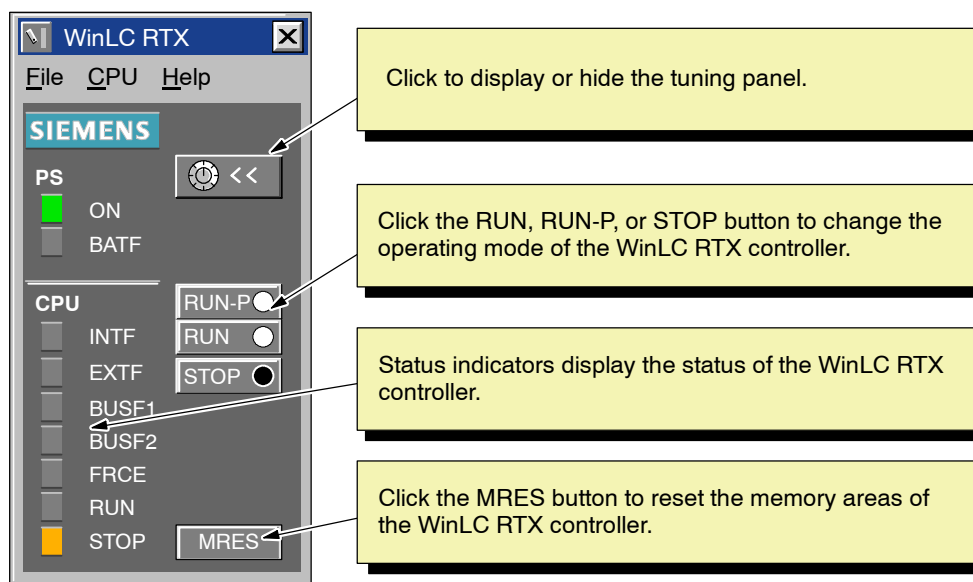 WinLC RTX
File CPU Help
SIEMENS
<<
PS
ON
BATF
CPU
RUN-P
INTF
RUN
EXTF
STOP
BUSF1
BUSF2
FRCE
RUN
STOP
MRES
Click to display or hide the tuning panel.
Click the RUN, RUN-P, or STOP button to change the
operating mode of the WinLC RTX controller.
Status indicators display the status of the WinLC RTX
controller.
Click the MRES button to reset the memory areas of
the WinLC RTX controller.